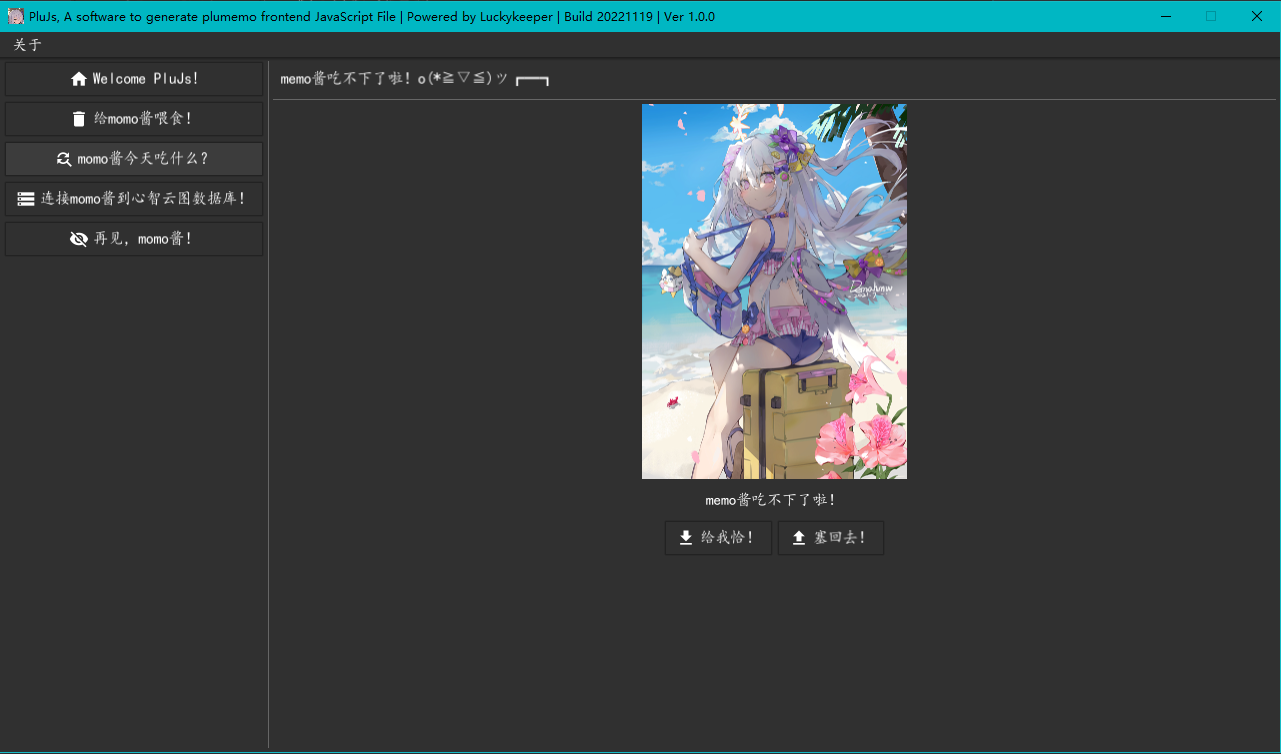 PluJs, A software to generate plumemo frontend JavaScript File | Powered by Luckykeeper | Build 20221119 | Ver 1.0.0
关于
Welcome PluJs!
给momo酱喂食!
momo酱今天吃什么?
连接momo酱到心智云图数据库!
再见，momo酱!
memo酱吃不下了啦! o(*≧▽≦)ツ ┏━┓
memo酱吃不下了啦!
给我恰!
塞回去!